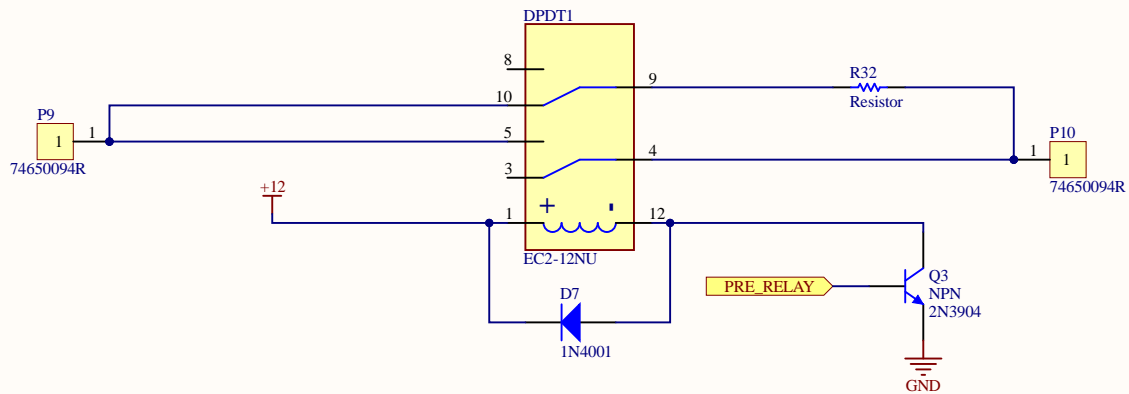 DPDT1
8
9
R32
10
Resistor
P9
1
1
5
P10
1
1
74650094R
4
74650094R
3
+12
+
-
1
12
EC2-12NU
PRE_RELAY
Q3
NPN
2N3904
D7
1N4001
GND